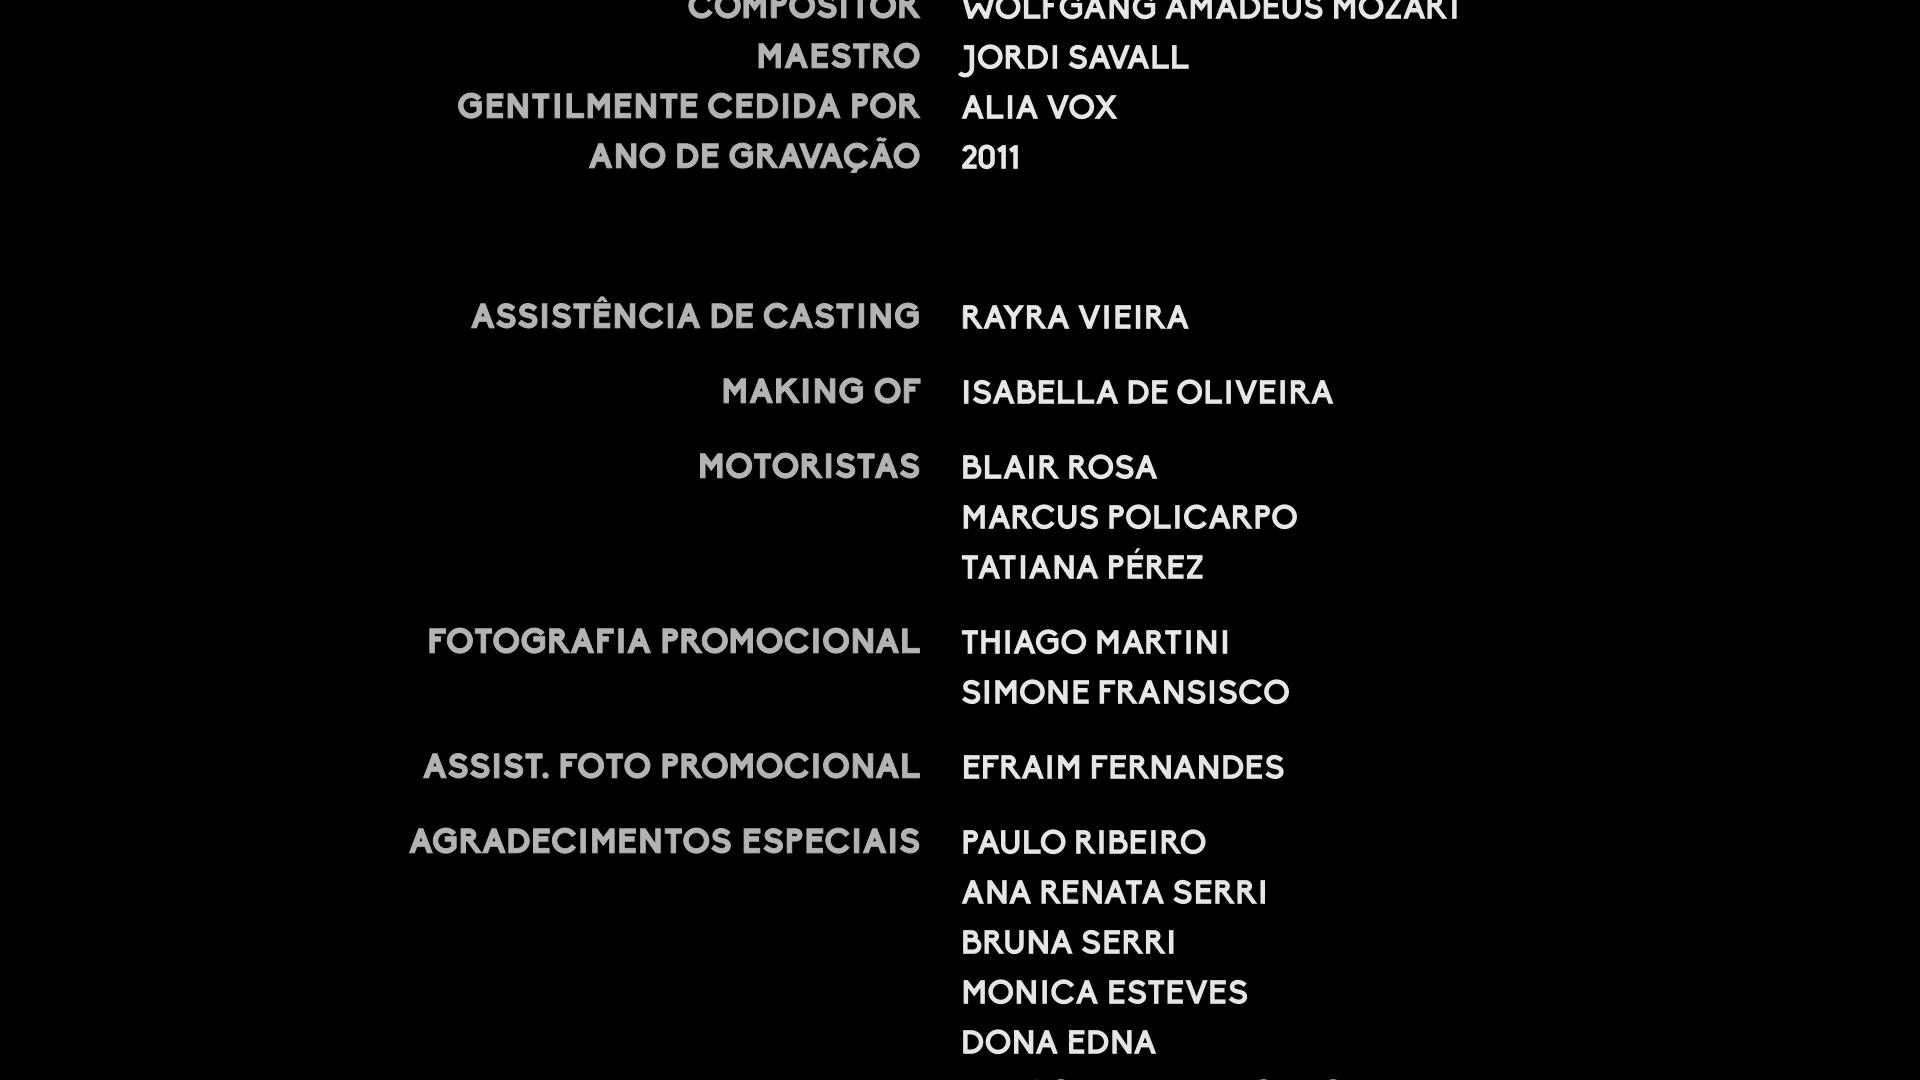 COMPOSITOR WOLFGANG AMADEUS MOZART
MAESTRO JORDI SAVALL
GENTILMENTE CEDIDA POR ALIA VOX
ANO DE GRAVAÇÃO 2011
ASSISTÊNCIA DE CASTING RAYRA VIEIRA
MAKING OF ISABELLA DE OLIVEIRA
MOTORISTAS BLAIR ROSA
MARCUS POLICARPO
TATIANA PÉREZ
FOTOGRAFIA PROMOCIONAL THIAGO MARTINI
SIMONE FRANSISCO
ASSIST. FOTO PROMOCIONAL EFRAIM FERNANDES
AGRADECIMENTOS ESPECIAIS PAULO RIBEIRO
ANA RENATA SERRI
BRUNA SERRI
MONICA ESTEVES
DONA EDNA